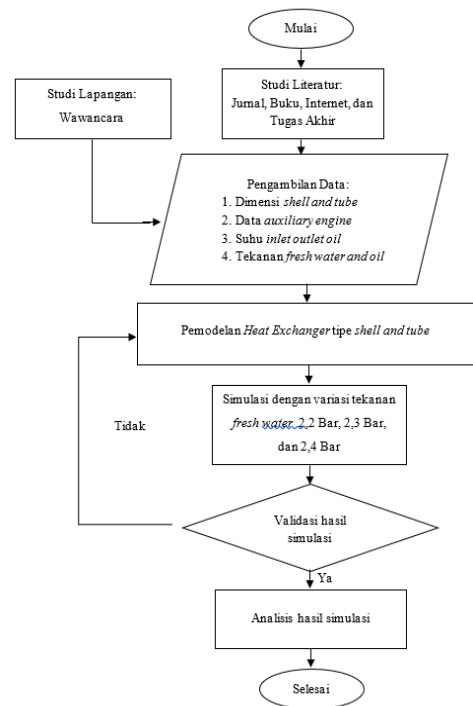 Mulai
Studi Literatur:
Jurnal, Buku, Internet, dan
Tugas Akhir
Studi Lapangan:
Wawancara
Pengambilan Data:
1. Dimensi shell and tube
2. Data auxiliary engine
3. Suhu inlet outlet oil
4. Tekanan fresh water and oil
Pemodelan Heat Exchanger tipe shell and tube
Simulasi dengan variasi tekanan
fresh water 2,2 Bar, 2,3 Bar,
dan 2,4 Bar
Tidak
Validasi hasil
simulasi
Ya
Analisis hasil simulasi
Selesai